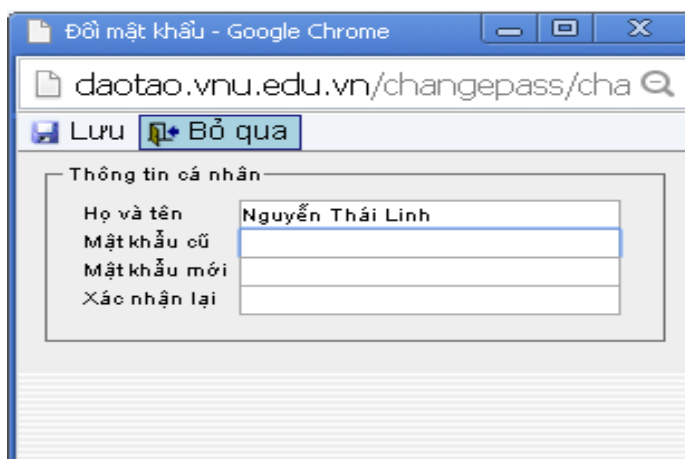 Đổi mật khẩu - Google Chrome
daotao.vnu.edu.vn/changepass/cha
Lưu Bỏ qua
Thông tin cá nhân
Họ và tên Nguyễn Thái Linh
Mật khẩu cũ
Mật khẩu mới
Xác nhận lại